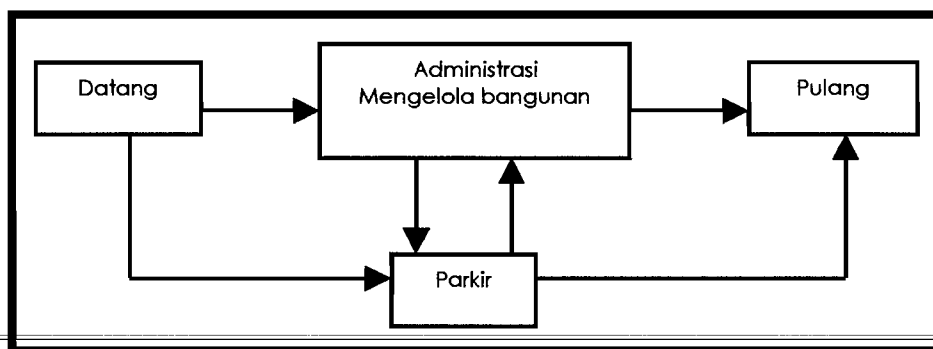 Datang
Administrasi
Mengelola bangunan
Pulang
Parkir